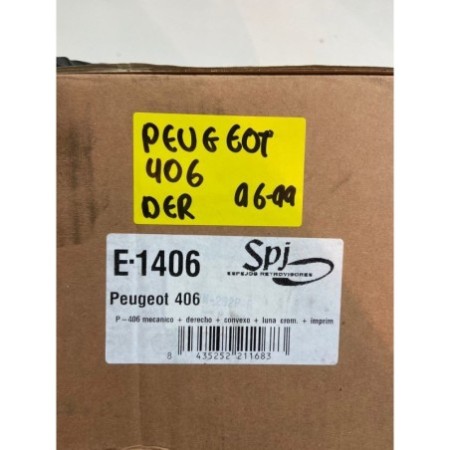 PEUGEOT
406
DER 96-99
E-1406
Spj
ESPEJOS RETROVISORES
Peugeot 406
P-406 mecanico + derecho + convexo + luna crom. + imprim
8 435252 211683